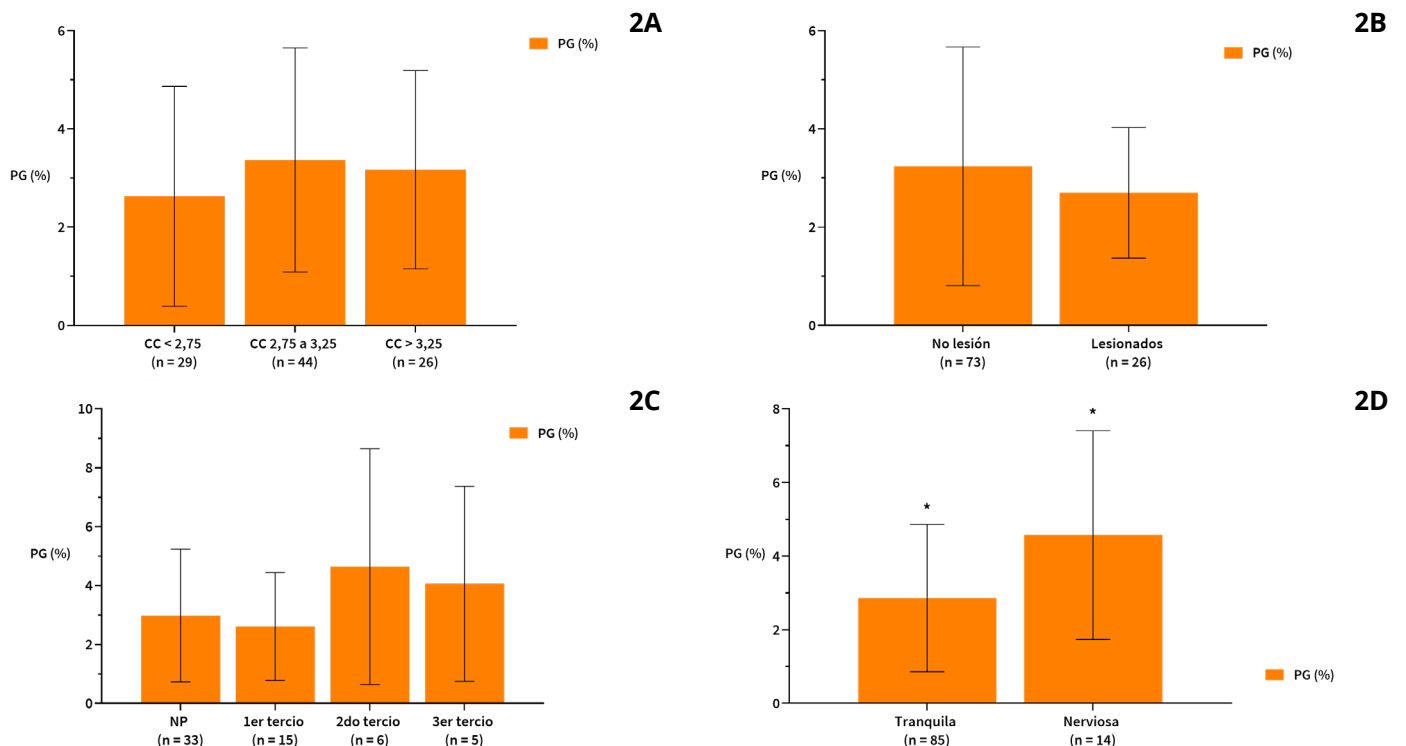 2A
PG (%)
6
4
2
0
PG (%)
CC < 2,75
(n = 29)
CC 2,75 a 3,25
(n = 44)
CC > 3,25
(n = 26)
2B
PG (%)
6
4
2
0
PG (%)
No lesión
(n = 73)
Lesionados
(n = 26)
2C
PG (%)
10
8
6
4
2
0
PG (%)
NP
(n = 33)
1er tercio
(n = 15)
2do tercio
(n = 6)
3er tercio
(n = 5)
2D
8
6
4
2
0
PG (%)
*
*
PG (%)
Tranquila
(n = 85)
Nerviosa
(n = 14)